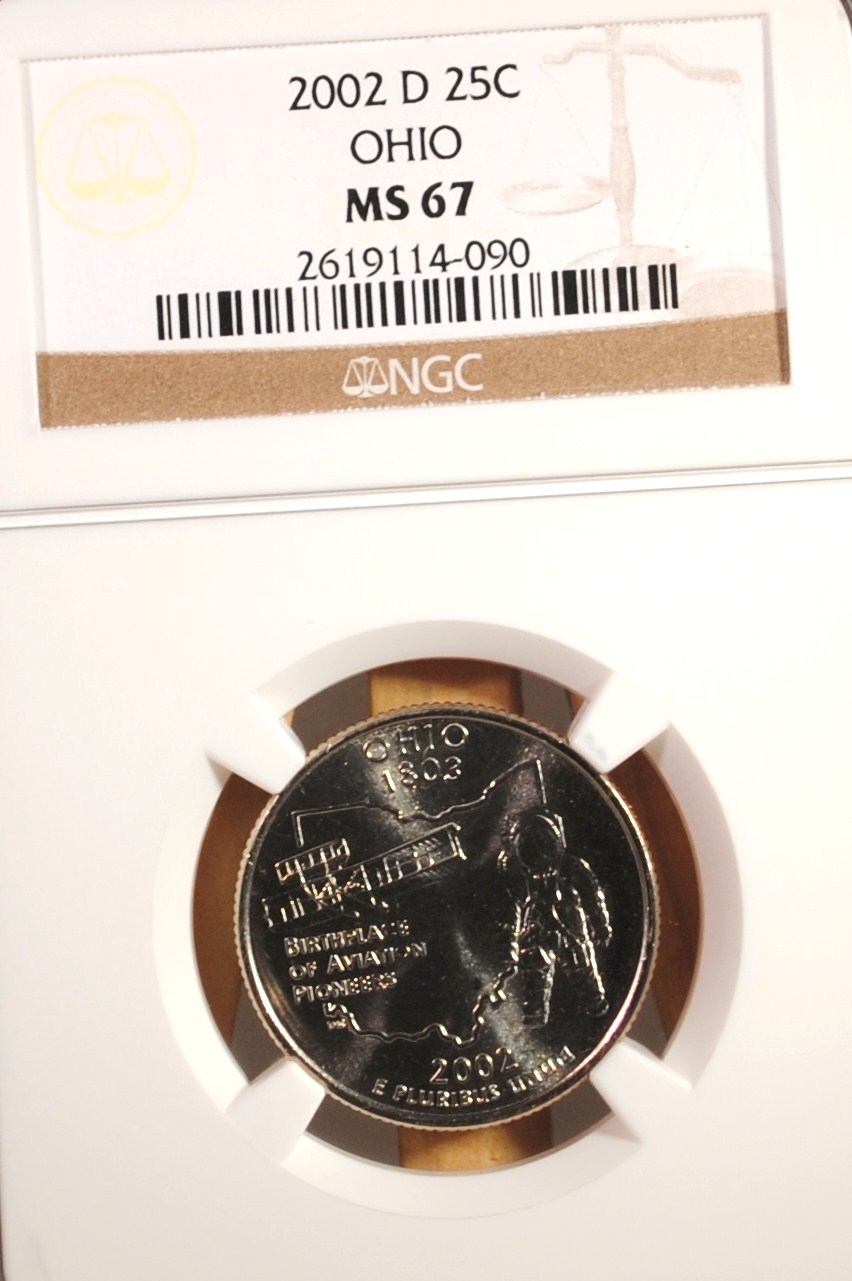 2002 D 25C
OHIO
MS 67
2619114-090
NGC
OHIO
1803
BIRTHPLACE
OF AVIATION
PIONEERS
2002
E PLURIBUS UNUM